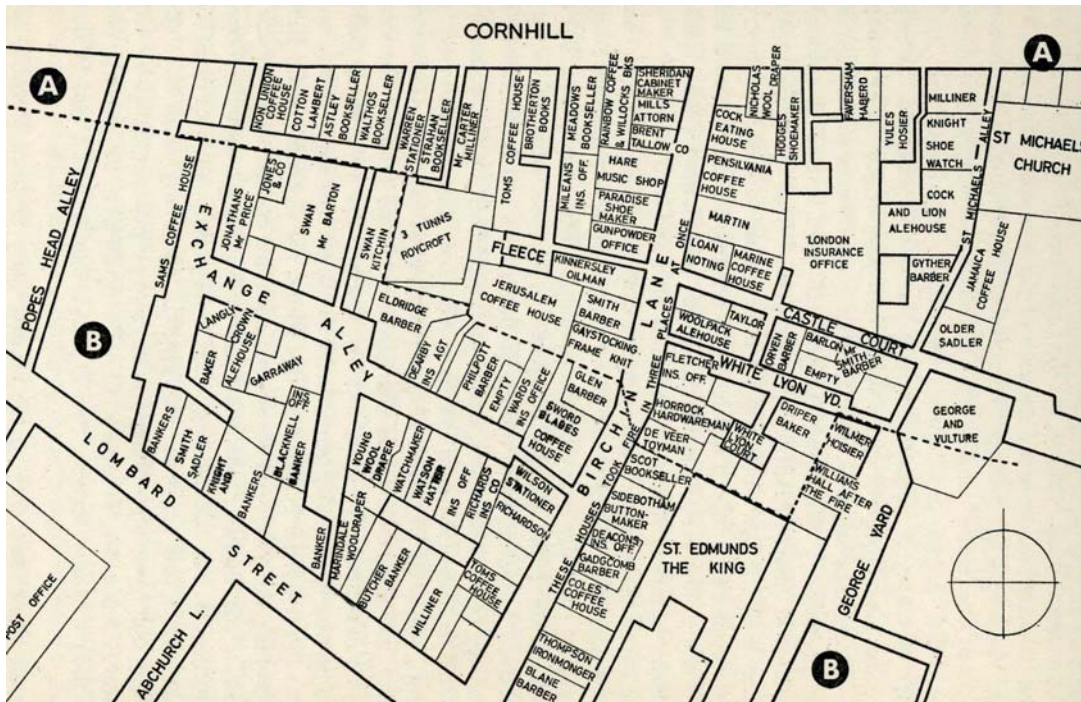 CORNHILL
A
A
NON UNION
COFFEE
HOUSE
COTTON
LAMBERT
ASTLEY
BOOKSELLER
WALTHOS
BOOKSELLER
WARREN
STATIONER
STRAHAN
BOOKSELLER
Mr CARTER
MILLINER
TOMS COFFEE HOUSE
BROTHERTON
BOOKS
MEADOWS
BOOKSELLER
RAINBOW COFFEE
& WILLOCKS BKS
SHERIDAN
CABINET
MAKER
MILLS
ATTORN
BRENT
TALLOW CO
HARE
MUSIC SHOP
MILEANS
INS. OFF.
PARADISE
SHOE
MAKER
GUNPOWDER
OFFICE
COCK
EATING
HOUSE
NICHOLAS
WOOL DRAPER
HODGES
SHOEMAKER
PENSILVANIA
COFFEE
HOUSE
MARTIN
LOAN
NOTING
MARINE
COFFEE
HOUSE
FAVERSHAM
HABERD
YULES
HOSIER
MILLINER
KNIGHT
SHOE
WATCH
COCK
AND LION
ALEHOUSE
GYTHER
BARBER
LONDON
INSURANCE
OFFICE
ST MICHAELS ALLEY
ST MICHAELS
CHURCH
JAMAICA
COFFEE HOUSE
OLDER
SADLER
POPES HEAD ALLEY
B
SAMS COFFEE HOUSE
EXCHANGE ALLEY
JONATHANS
Mr PRICE
JONES
& CO
SWAN
Mr BARTON
SWAN
KITCHIN
3 TUNNS
ROYCROFT
FLEECE
KINNERSLEY
OILMAN
JERUSALEM
COFFEE HOUSE
SMITH
BARBER
GAYSTOCKING
FRAME KNIT
GLEN
BARBER
ELDRIDGE
BARBER
DEARBY
INS AGT
PHILPOTT
BARBER
EMPTY
WARDS
INS OFFICE
SWORD
BLADES
COFFEE
HOUSE
BIRCHIN LANE
THESE HOUSES TOOK FIRE IN THREE PLACES AT ONCE
WOOLPACK
ALEHOUSE
TAYLOR
CASTLE COURT
DRYEN
BARBER
BARLON
Mr
SMITH
BARBER
EMPTY
WHITE LYON YD.
FLETCHER
INS. OFF.
HORROCK
HARDWAREMAN
WHITE
LYON
COURT
DE VEER
TOYMAN
SCOT
BOOKSELLER
DRIPER
BAKER
WILMER
HOSIER
WILLIAMS
HALL AFTER
THE FIRE
GEORGE
AND
VULTURE
GEORGE YARD
LANGLY
CROWN
ALEHOUSE
BAKER
GARRAWAY
INS
OFF
BLACKNELL
BANKER
BANKERS
SMITH
SADLER
KNIGHT
AND
BANKERS
BANKER
LOMBARD STREET
YOUNG
WOOL
DRAPER
WATCHMAKER
WATSON
HATTER
INS OFF
RICHARDS
INS CO
WILSON
STATIONER
RICHARDSON
MARINDALE
WOOLDRAPER
BUTCHER
BANKER
MILLINER
TOMS
COFFEE
HOUSE
SIDEBOTHAM
BUTTON-
MAKER
DEACONS
INS. OFF.
GADGCOMB
BARBER
COLES
COFFEE
HOUSE
THOMPSON
IRONMONGER
BLANE
BARBER
ST. EDMUNDS
THE KING
B
POST OFFICE
ABCHURCH L.